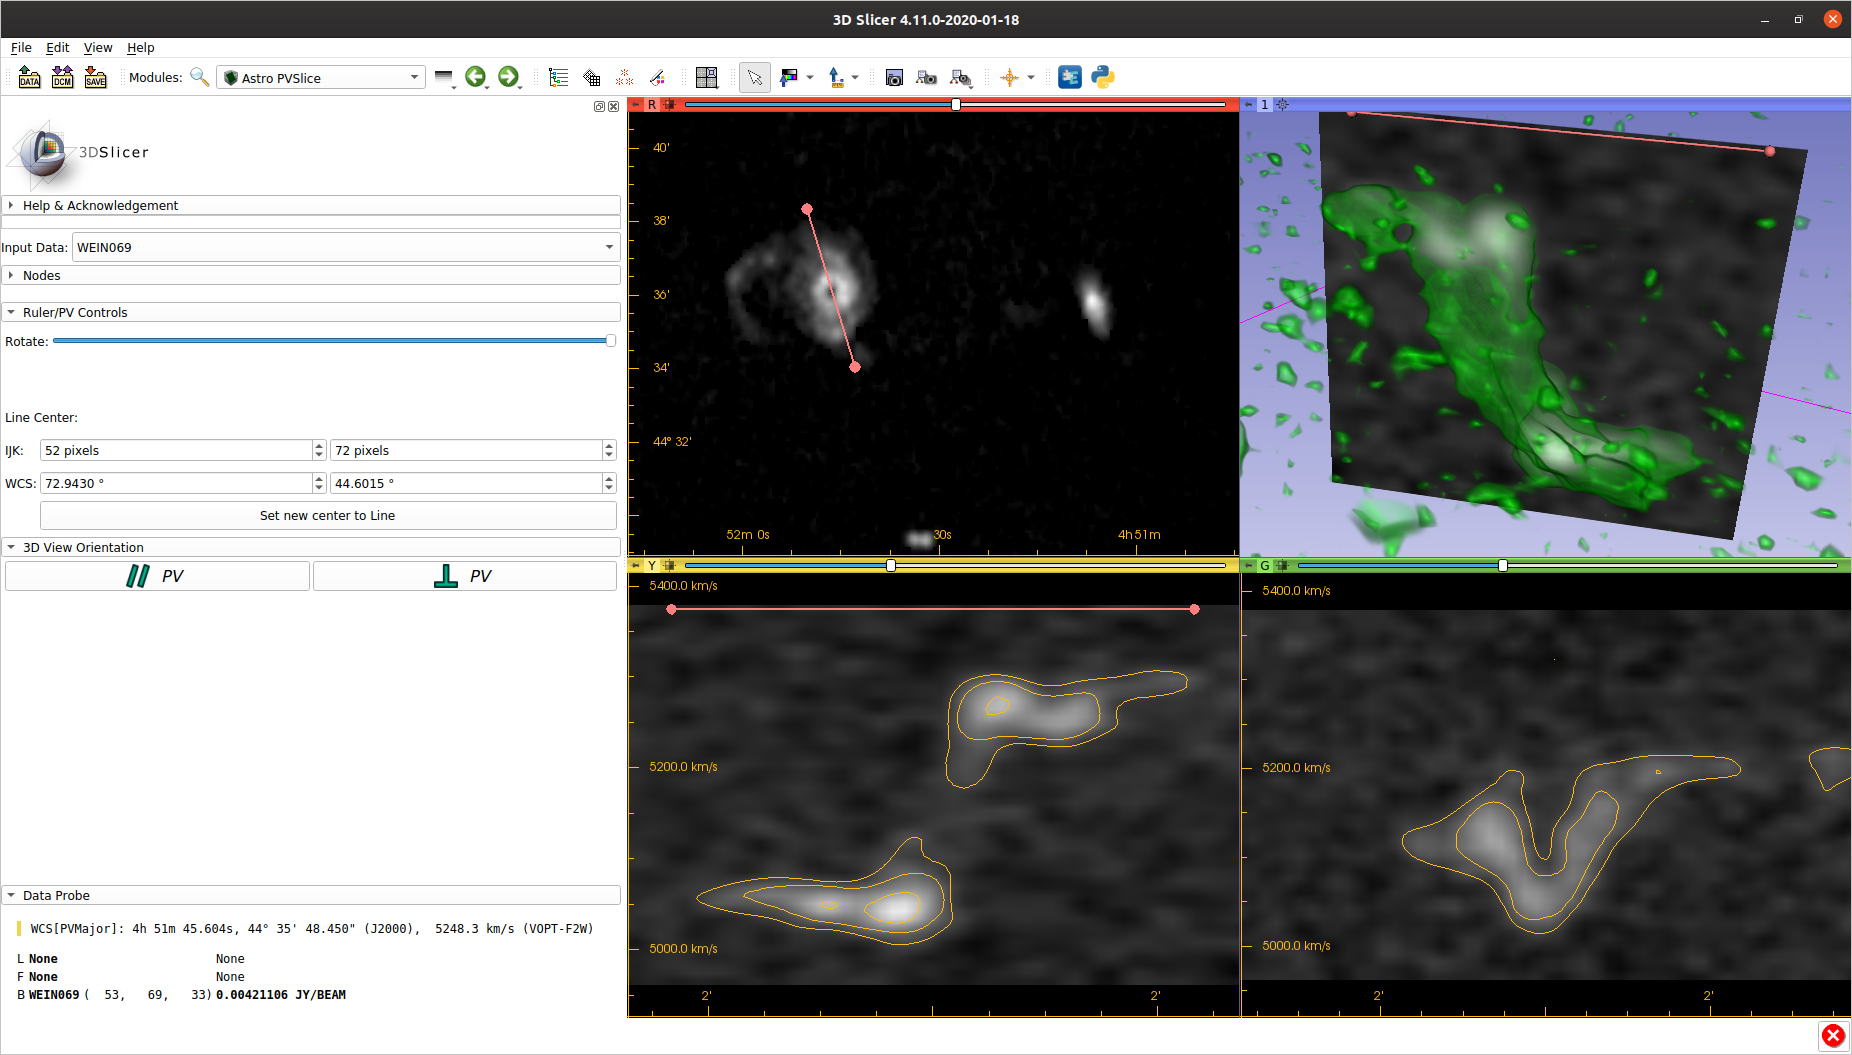 3D Slicer 4.11.0-2020-01-18
File Edit View Help
DATA DCM SAVE Modules: Astro PVSlice
3DSlicer
Help & Acknowledgement
Input Data: WEIN069
Nodes
Ruler/PV Controls
Rotate:
Line Center:
IJK: 52 pixels 72 pixels
WCS: 72.9430 ° 44.6015 °
Set new center to Line
3D View Orientation
PV PV
Data Probe
WCS[PVMajor]: 4h 51m 45.604s, 44° 35' 48.450" (J2000), 5248.3 km/s (VOPT-F2W)
L None None
F None None
B WEIN069 ( 53, 69, 33) 0.00421106 JY/BEAM
R
40'
38'
36'
34'
44° 32'
52m 0s 30s 4h 51m
1
Y
5400.0 km/s
5200.0 km/s
5000.0 km/s
2' 2'
G
5400.0 km/s
5200.0 km/s
5000.0 km/s
2' 2'